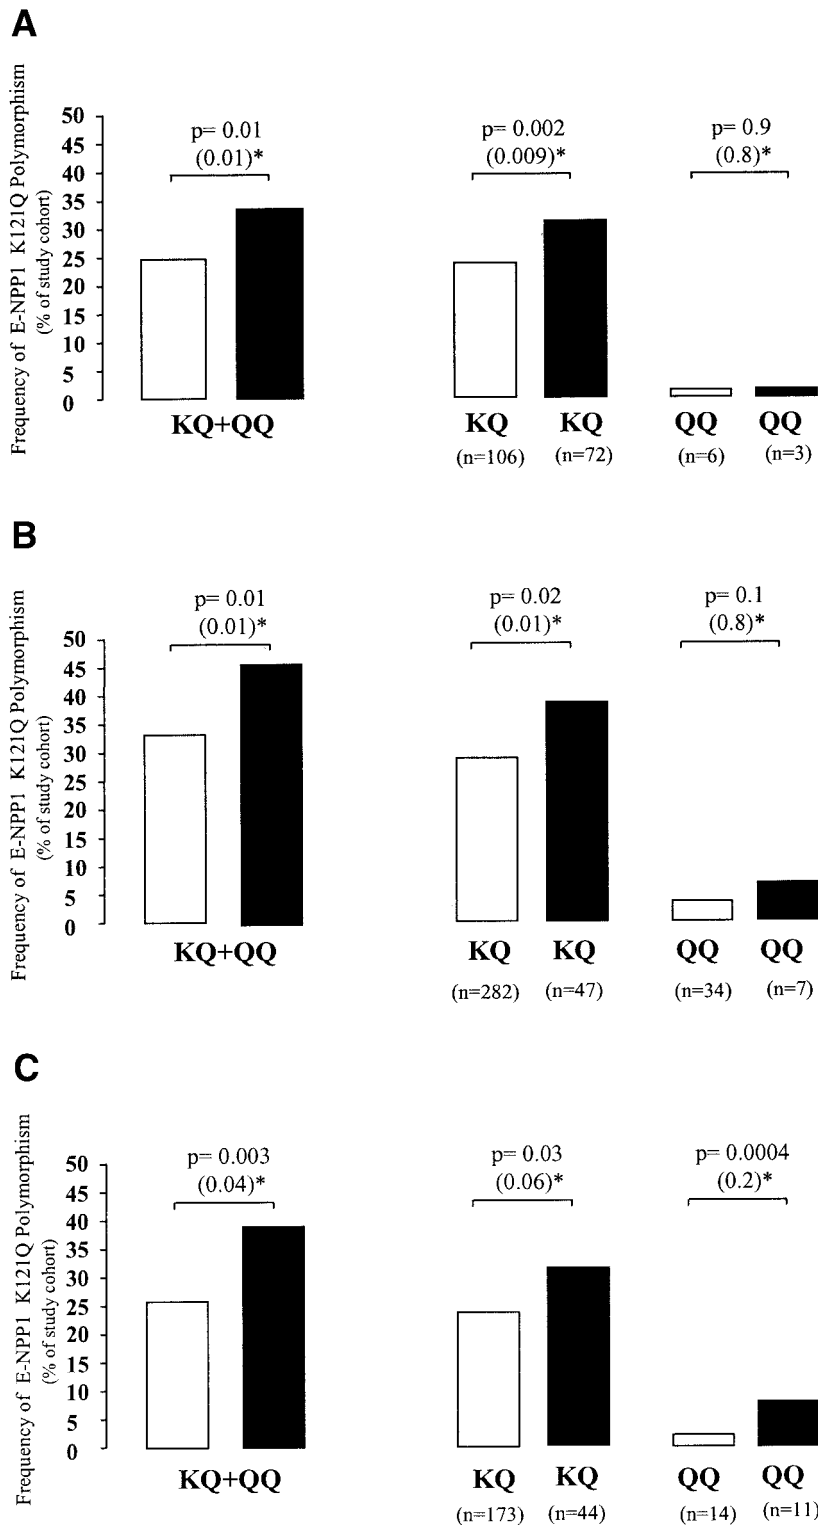 A
Frequency of E-NPP1 K121Q Polymorphism
(% of study cohort)
50
45
40
35
30
25
20
15
10
5
0
p= 0.01
(0.01)*
p= 0.002
(0.009)*
p= 0.9
(0.8)*
KQ+QQ
KQ KQ QQ QQ
(n=106) (n=72) (n=6) (n=3)
B
Frequency of E-NPP1 K121Q Polymorphism
(% of study cohort)
50
45
40
35
30
25
20
15
10
5
0
p= 0.01
(0.01)*
p= 0.02
(0.01)*
p= 0.1
(0.8)*
KQ+QQ
KQ KQ QQ QQ
(n=282) (n=47) (n=34) (n=7)
C
Frequency of E-NPP1 K121Q Polymorphism
(% of study cohort)
50
45
40
35
30
25
20
15
10
5
0
p= 0.003
(0.04)*
p= 0.03
(0.06)*
p= 0.0004
(0.2)*
KQ+QQ
KQ KQ QQ QQ
(n=173) (n=44) (n=14) (n=11)